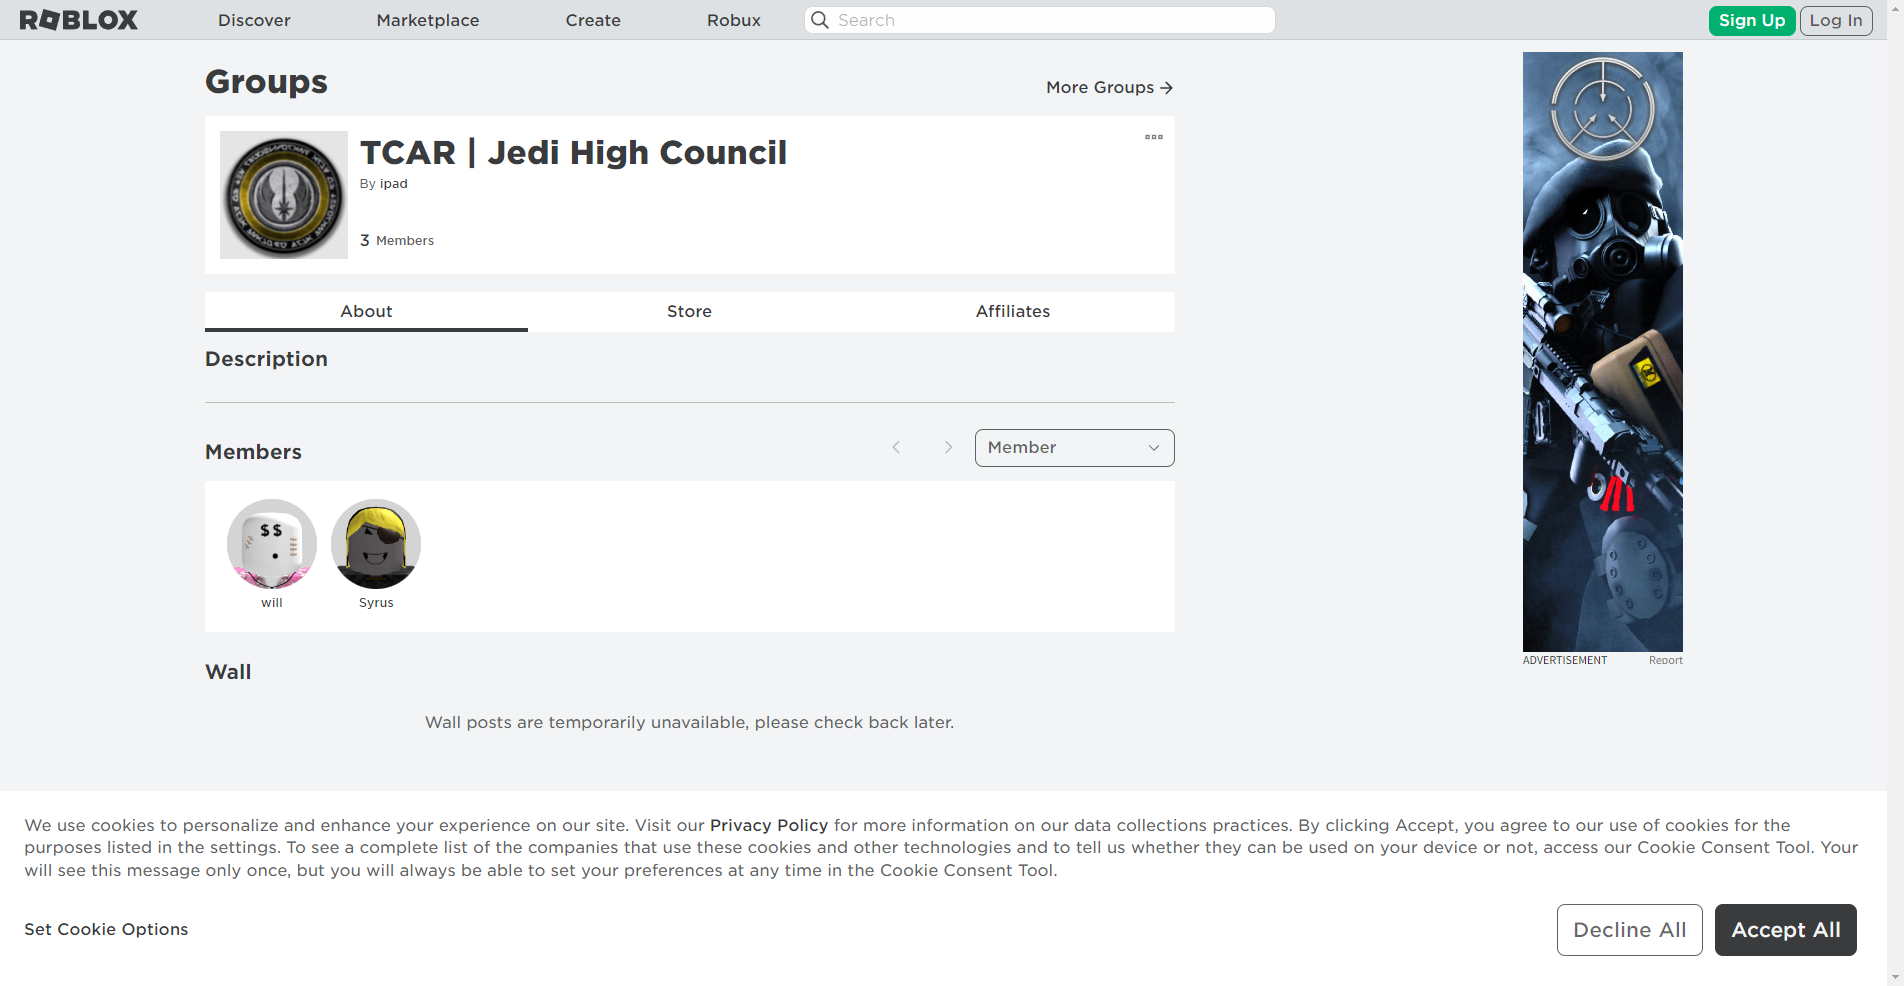 ROBLOX
Discover
Marketplace
Create
Robux
Search
Sign Up
Log In
Groups
More Groups
TCAR | Jedi High Council
By ipad
3 Members
About
Store
Affiliates
Description
Members
Member
$$
will
Syrus
Wall
Wall posts are temporarily unavailable, please check back later.
ADVERTISEMENT
Report
We use cookies to personalize and enhance your experience on our site. Visit our Privacy Policy for more information on our data collections practices. By clicking Accept, you agree to our use of cookies for the
purposes listed in the settings. To see a complete list of the companies that use these cookies and other technologies and to tell us whether they can be used on your device or not, access our Cookie Consent Tool. Your
will see this message only once, but you will always be able to set your preferences at any time in the Cookie Consent Tool.
Set Cookie Options
Decline All
Accept All